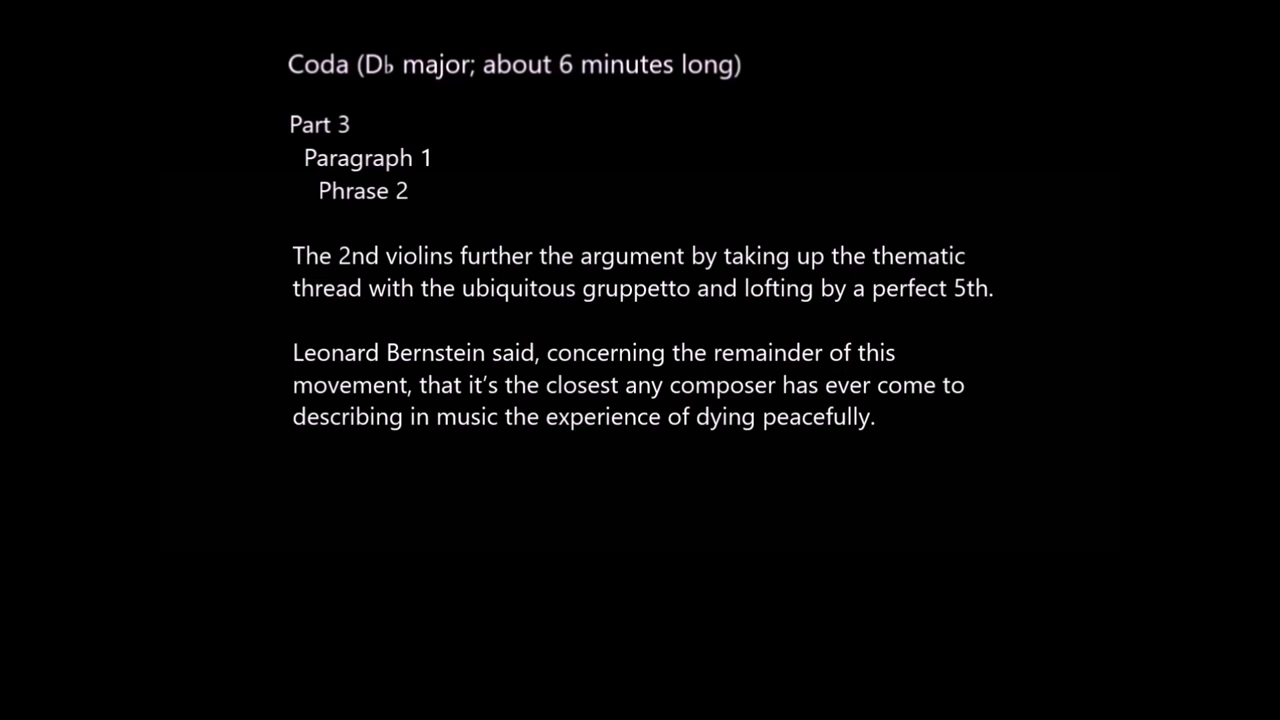 Coda (D♭ major; about 6 minutes long)
Part 3
Paragraph 1
Phrase 2
The 2nd violins further the argument by taking up the thematic
thread with the ubiquitous gruppetto and lofting by a perfect 5th.
Leonard Bernstein said, concerning the remainder of this
movement, that it’s the closest any composer has ever come to
describing in music the experience of dying peacefully.